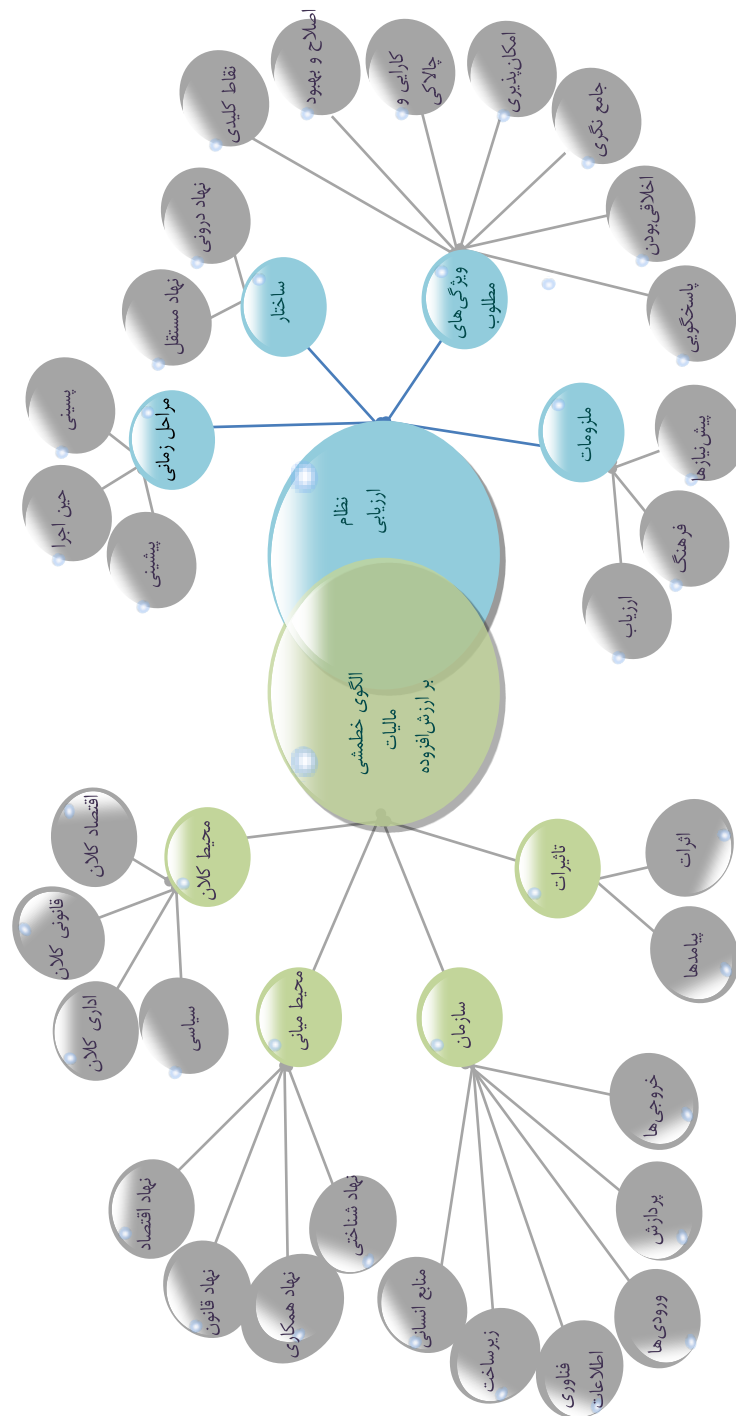 نقاط کلیدی
اصلاح و بهبود
کارایی و
چالاکی
امکان‌پذیری
جامع نگری
اخلاقی‌بودن
پاسخگویی
نهاد درونی
نهاد مستقل
ساختار
ویژگی‌های
مطلوب
پسینی
حین اجرا
پیشینی
مراحل زمانی
ملزومات
پیش‌نیازها
فرهنگ
ارزیاب
نظام
ارزیابی
الگوی خطمشی
مالیات
بر ارزش‌افزوده
اقتصاد کلان
قانونی کلان
اداری کلان
سیاسی
محیط کلان
محیط میانی
سازمان
تاثیرات
اثرات
پیامدها
نهاد اقتصاد
نهاد قانون
نهاد همکاری
نهاد شناختی
منابع انسانی
زیرساخت
فناوری
اطلاعات
ورودی‌ها
پردازش
خروجی‌ها